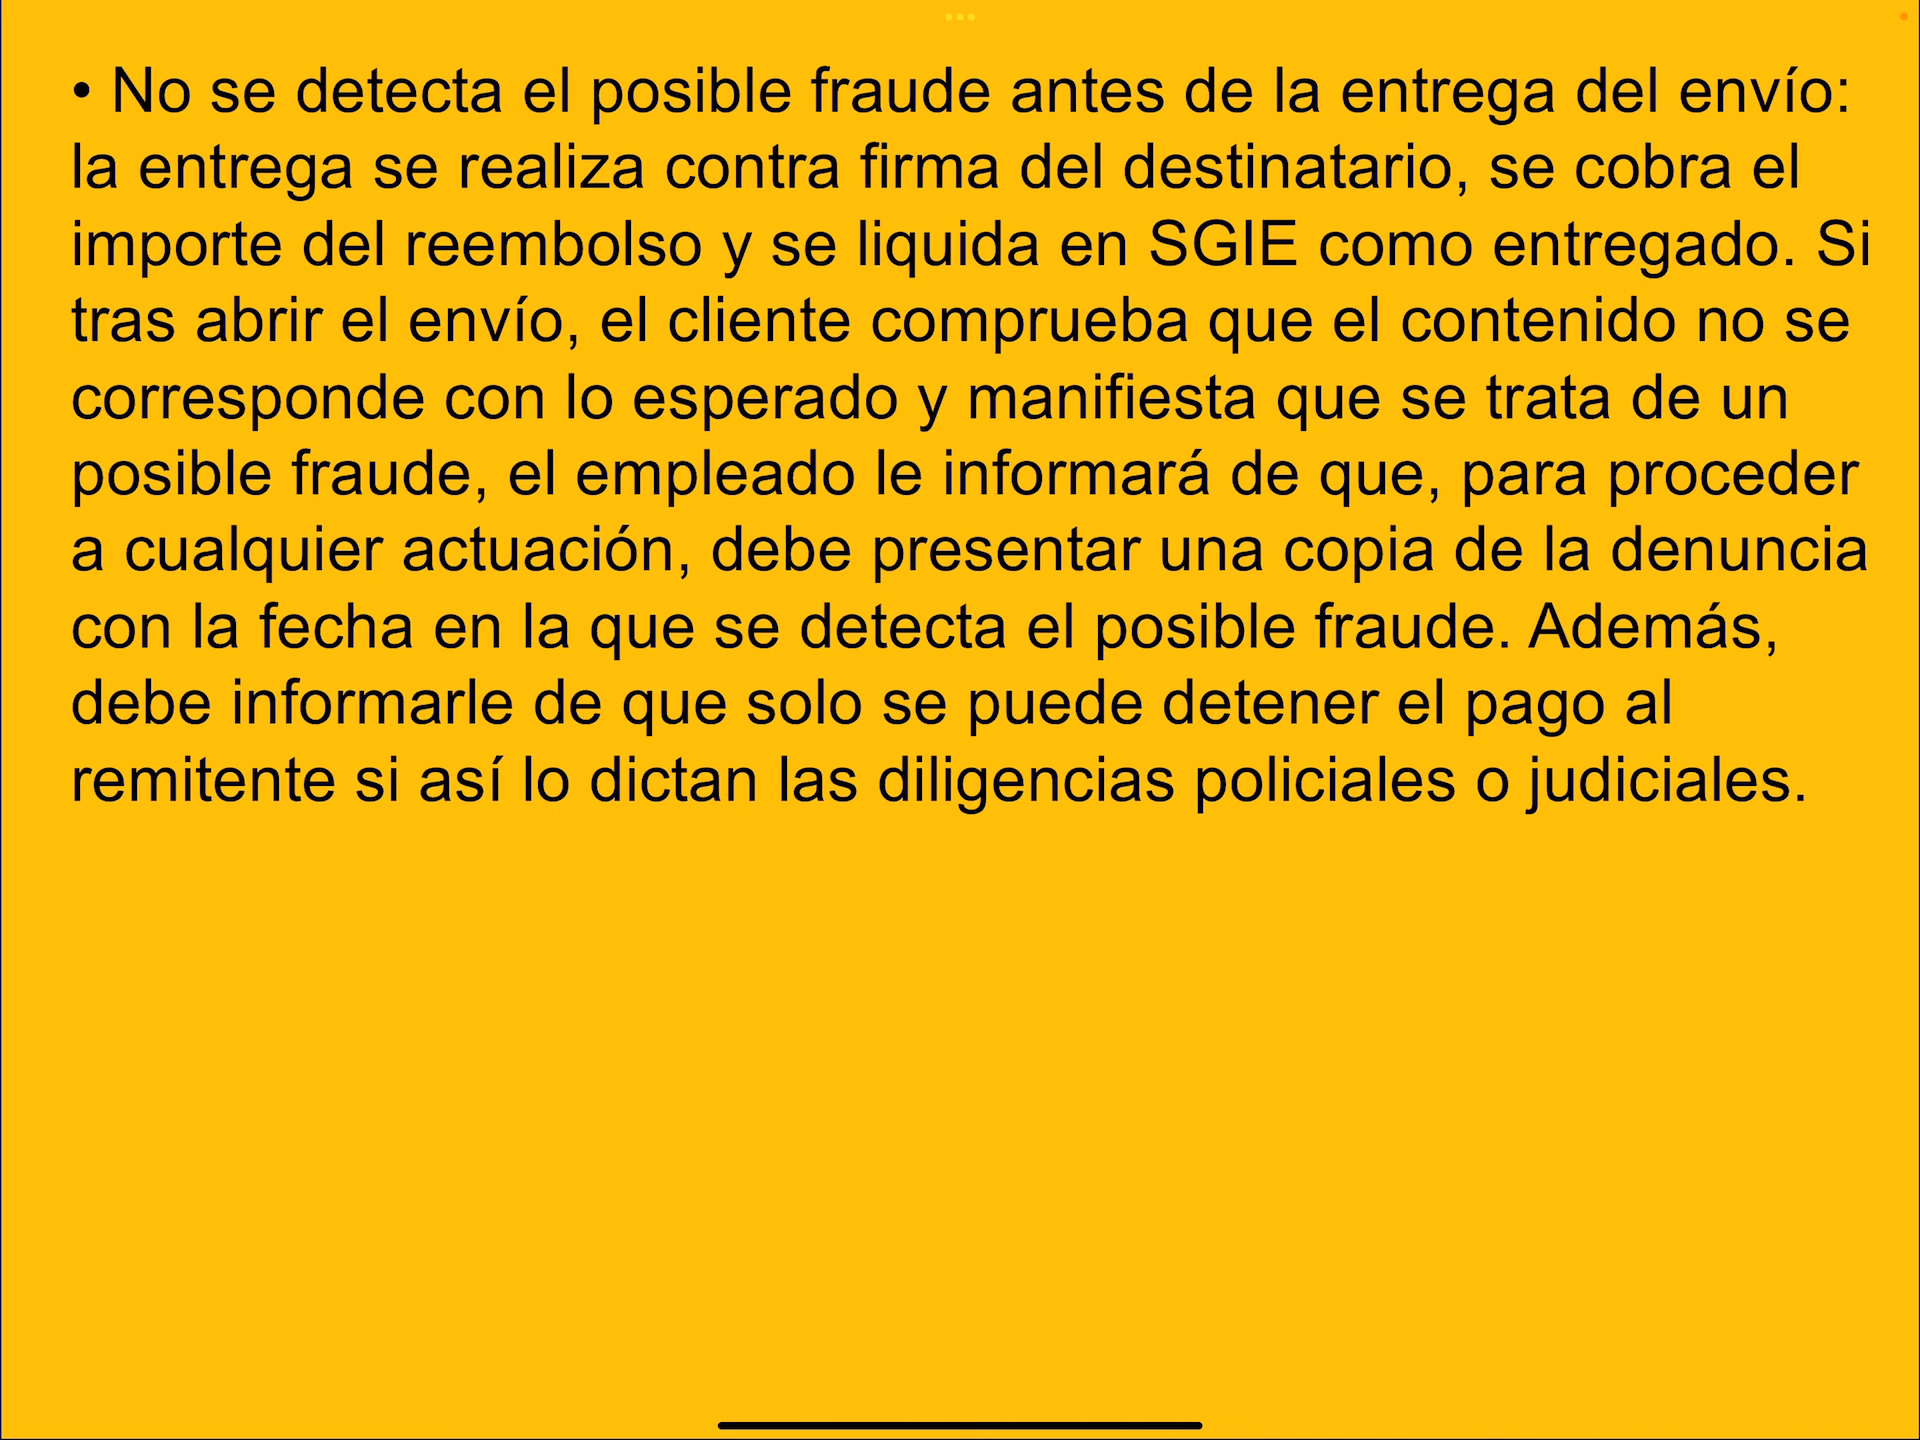 • No se detecta el posible fraude antes de la entrega del envío:
la entrega se realiza contra firma del destinatario, se cobra el
importe del reembolso y se liquida en SGIE como entregado. Si
tras abrir el envío, el cliente comprueba que el contenido no se
corresponde con lo esperado y manifiesta que se trata de un
posible fraude, el empleado le informará de que, para proceder
a cualquier actuación, debe presentar una copia de la denuncia
con la fecha en la que se detecta el posible fraude. Además,
debe informarle de que solo se puede detener el pago al
remitente si así lo dictan las diligencias policiales o judiciales.